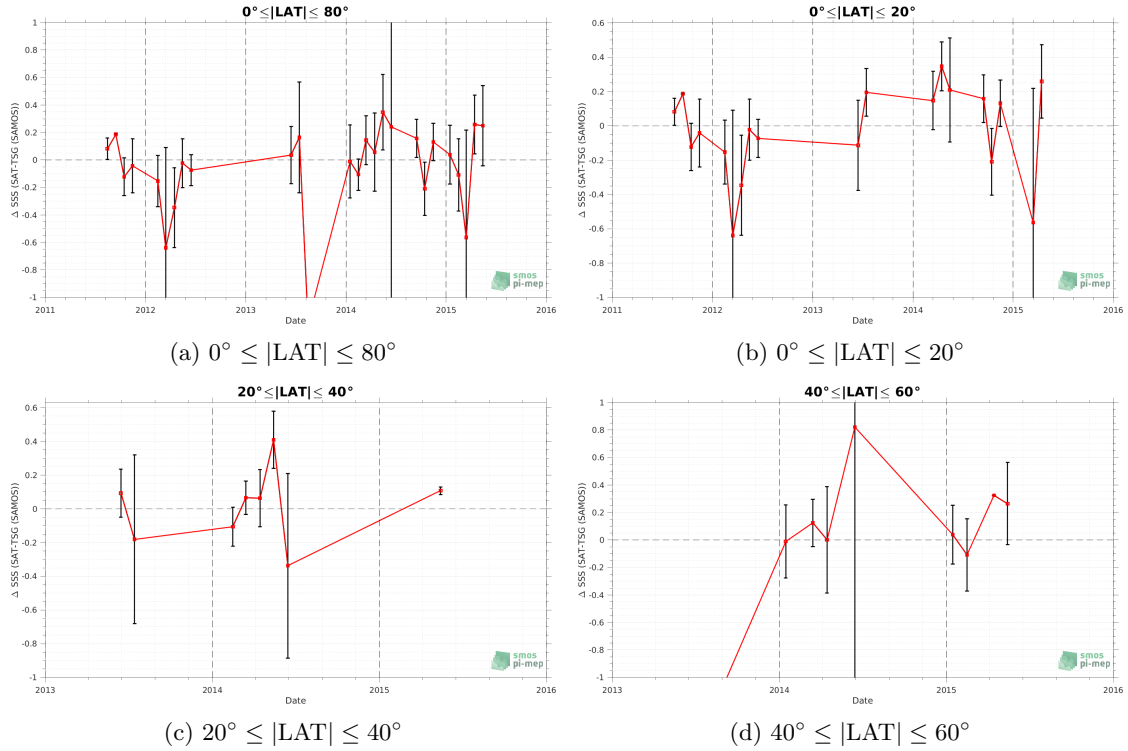 0°≤|LAT|≤ 80°
Δ SSS (SAT-TSG (SAMOS))
1
0.8
0.6
0.4
0.2
0
-0.2
-0.4
-0.6
-0.8
-1
2011
2012
2013
2014
2015
2016
Date
smos
pi-mep
(a) 0° ≤ |LAT| ≤ 80°
0°≤|LAT|≤ 20°
Δ SSS (SAT-TSG (SAMOS))
0.6
0.4
0.2
0
-0.2
-0.4
-0.6
-0.8
-1
2011
2012
2013
2014
2015
2016
Date
smos
pi-mep
(b) 0° ≤ |LAT| ≤ 20°
20°≤|LAT|≤ 40°
Δ SSS (SAT-TSG (SAMOS))
0.6
0.4
0.2
0
-0.2
-0.4
-0.6
-0.8
-1
2013
2014
2015
2016
Date
smos
pi-mep
(c) 20° ≤ |LAT| ≤ 40°
40°≤|LAT|≤ 60°
Δ SSS (SAT-TSG (SAMOS))
1
0.8
0.6
0.4
0.2
0
-0.2
-0.4
-0.6
-0.8
-1
2013
2014
2015
2016
Date
smos
pi-mep
(d) 40° ≤ |LAT| ≤ 60°